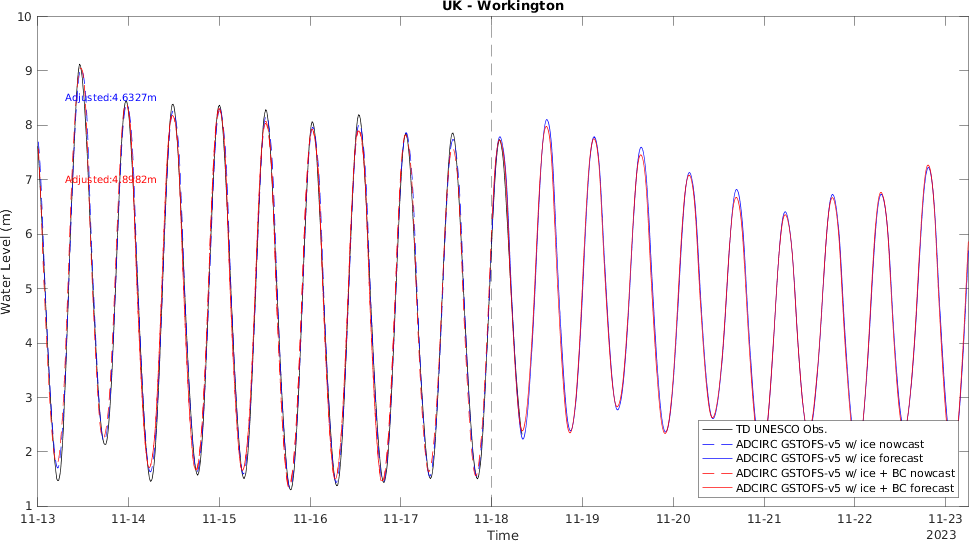 UK - Workington
10
9
Adjusted:4.6327m
8
7
Adjusted:4.8982m
6
5
4
3
2
1
Water Level (m)
TD UNESCO Obs.
ADCIRC GSTOFS-v5 w/ ice nowcast
ADCIRC GSTOFS-v5 w/ ice forecast
ADCIRC GSTOFS-v5 w/ ice + BC nowcast
ADCIRC GSTOFS-v5 w/ ice + BC forecast
11-13 11-14 11-15 11-16 11-17 11-18 11-19 11-20 11-21 11-22 11-23
Time
2023